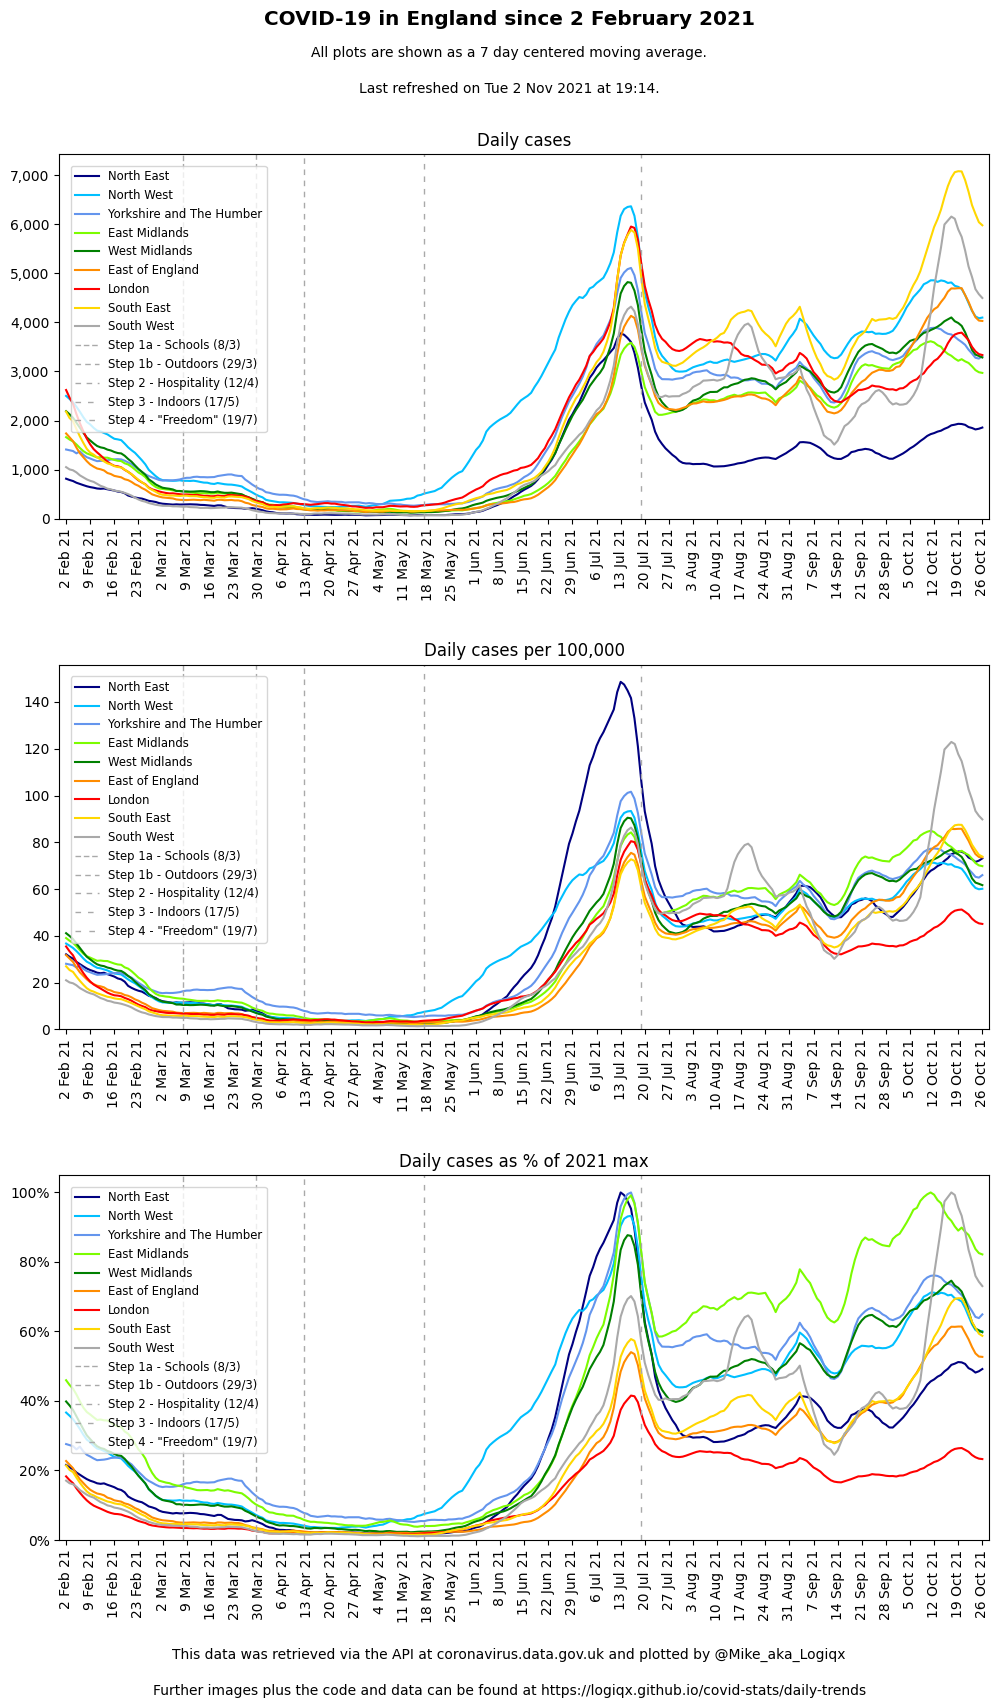 COVID-19 in England since 2 February 2021
All plots are shown as a 7 day centered moving average.
Last refreshed on Tue 2 Nov 2021 at 19:14.
Daily cases
7,000
6,000
5,000
4,000
3,000
2,000
1,000
0
North East
North West
Yorkshire and The Humber
East Midlands
West Midlands
East of England
London
South East
South West
Step 1a - Schools (8/3)
Step 1b - Outdoors (29/3)
Step 2 - Hospitality (12/4)
Step 3 - Indoors (17/5)
Step 4 - "Freedom" (19/7)
2 Feb 21
9 Feb 21
16 Feb 21
23 Feb 21
2 Mar 21
9 Mar 21
16 Mar 21
23 Mar 21
30 Mar 21
6 Apr 21
13 Apr 21
20 Apr 21
27 Apr 21
4 May 21
11 May 21
18 May 21
25 May 21
1 Jun 21
8 Jun 21
15 Jun 21
22 Jun 21
29 Jun 21
6 Jul 21
13 Jul 21
20 Jul 21
27 Jul 21
3 Aug 21
10 Aug 21
17 Aug 21
24 Aug 21
31 Aug 21
7 Sep 21
14 Sep 21
21 Sep 21
28 Sep 21
5 Oct 21
12 Oct 21
19 Oct 21
26 Oct 21
Daily cases per 100,000
140
120
100
80
60
40
20
0
North East
North West
Yorkshire and The Humber
East Midlands
West Midlands
East of England
London
South East
South West
Step 1a - Schools (8/3)
Step 1b - Outdoors (29/3)
Step 2 - Hospitality (12/4)
Step 3 - Indoors (17/5)
Step 4 - "Freedom" (19/7)
2 Feb 21
9 Feb 21
16 Feb 21
23 Feb 21
2 Mar 21
9 Mar 21
16 Mar 21
23 Mar 21
30 Mar 21
6 Apr 21
13 Apr 21
20 Apr 21
27 Apr 21
4 May 21
11 May 21
18 May 21
25 May 21
1 Jun 21
8 Jun 21
15 Jun 21
22 Jun 21
29 Jun 21
6 Jul 21
13 Jul 21
20 Jul 21
27 Jul 21
3 Aug 21
10 Aug 21
17 Aug 21
24 Aug 21
31 Aug 21
7 Sep 21
14 Sep 21
21 Sep 21
28 Sep 21
5 Oct 21
12 Oct 21
19 Oct 21
26 Oct 21
Daily cases as % of 2021 max
100%
80%
60%
40%
20%
0%
North East
North West
Yorkshire and The Humber
East Midlands
West Midlands
East of England
London
South East
South West
Step 1a - Schools (8/3)
Step 1b - Outdoors (29/3)
Step 2 - Hospitality (12/4)
Step 3 - Indoors (17/5)
Step 4 - "Freedom" (19/7)
2 Feb 21
9 Feb 21
16 Feb 21
23 Feb 21
2 Mar 21
9 Mar 21
16 Mar 21
23 Mar 21
30 Mar 21
6 Apr 21
13 Apr 21
20 Apr 21
27 Apr 21
4 May 21
11 May 21
18 May 21
25 May 21
1 Jun 21
8 Jun 21
15 Jun 21
22 Jun 21
29 Jun 21
6 Jul 21
13 Jul 21
20 Jul 21
27 Jul 21
3 Aug 21
10 Aug 21
17 Aug 21
24 Aug 21
31 Aug 21
7 Sep 21
14 Sep 21
21 Sep 21
28 Sep 21
5 Oct 21
12 Oct 21
19 Oct 21
26 Oct 21
This data was retrieved via the API at coronavirus.data.gov.uk and plotted by @Mike_aka_Logiqx
Further images plus the code and data can be found at https://logiqx.github.io/covid-stats/daily-trends